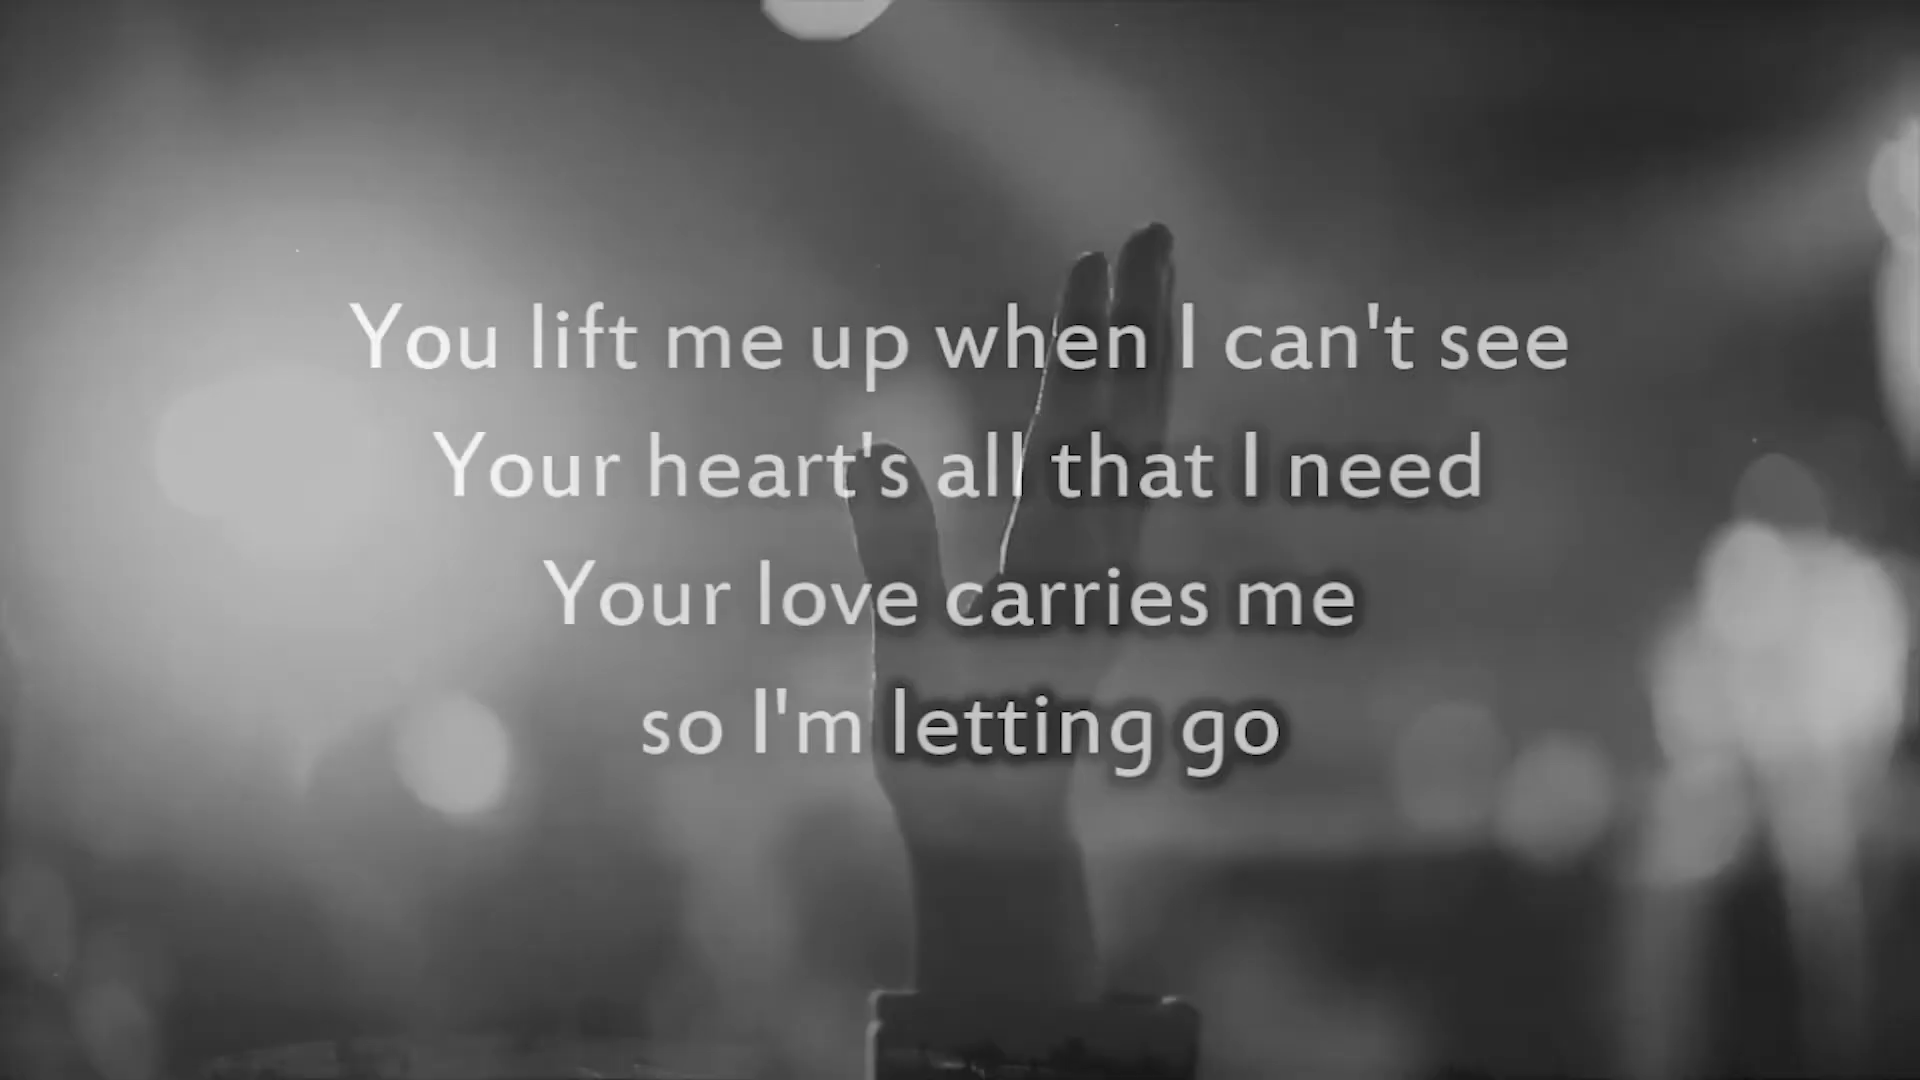 You lift me up when I can't see
Your heart's all that I need
Your love carries me
so I'm letting go